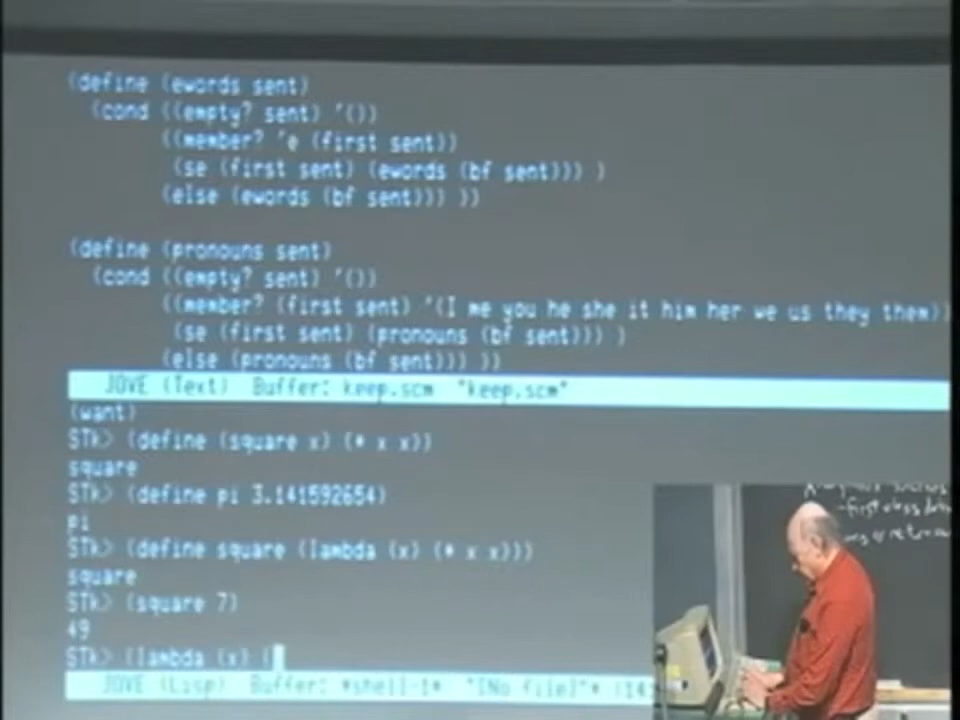 (define (ewords sent)
(cond ((empty? sent) '())
((member? 'e (first sent))
(se (first sent) (ewords (bf sent))) )
(else (ewords (bf sent))) ))
(define (pronouns sent)
(cond ((empty? sent) '())
((member? (first sent) '(I me you he she it him her we us they them))
(se (first sent) (pronouns (bf sent))) )
(else (pronouns (bf sent))) ))
JOVE (Text) Buffer: keep.scm "keep.scm"
(want)
STk> (define (square x) (* x x))
square
STk> (define pi 3.141592654)
pi
STk> (define square (lambda (x) (* x x)))
square
STk> (square 7)
49
STk> (lambda (x) (
JOVE (Lisp) Buffer: *shell-1* "[No file]"*
-first class